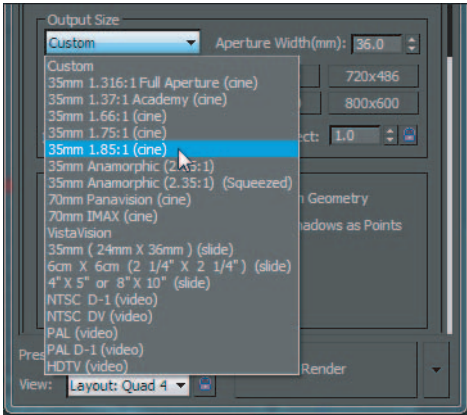 Output Size
Custom Aperture Width(mm): 36.0
Custom
35mm 1.316:1 Full Aperture (cine) 720x486
35mm 1.37:1 Academy (cine)
35mm 1.66:1 (cine) 800x600
35mm 1.75:1 (cine)
35mm 1.85:1 (cine) ct: 1.0
35mm Anamorphic (2. :1)
35mm Anamorphic (2.35:1) (Squeezed)
70mm Panavision (cine) Geometry
70mm IMAX (cine)
VistaVision adows as Points
35mm ( 24mm X 36mm ) (slide)
6cm X 6cm (2 1/4" X 2 1/4" ) (slide)
4" X 5" or 8" X 10" (slide)
NTSC D-1 (video)
NTSC DV (video)
PAL (video)
PAL D-1 (video)
Pres Render
HDTV (video)
View: Layout: Quad 4